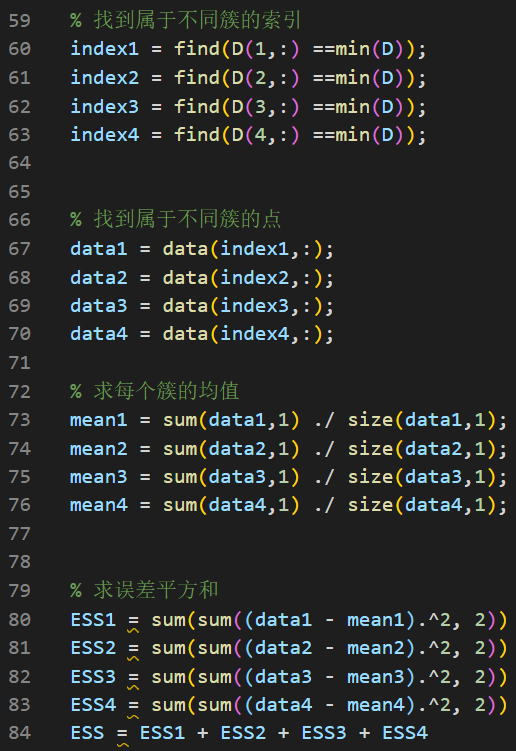 59 % 找到属于不同簇的索引
60 index1 = find(D(1,:) ==min(D));
61 index2 = find(D(2,:) ==min(D));
62 index3 = find(D(3,:) ==min(D));
63 index4 = find(D(4,:) ==min(D));
64
65
66 % 找到属于不同簇的点
67 data1 = data(index1,:);
68 data2 = data(index2,:);
69 data3 = data(index3,:);
70 data4 = data(index4,:);
71
72 % 求每个簇的均值
73 mean1 = sum(data1,1) ./ size(data1,1);
74 mean2 = sum(data2,1) ./ size(data2,1);
75 mean3 = sum(data3,1) ./ size(data3,1);
76 mean4 = sum(data4,1) ./ size(data4,1);
77
78
79 % 求误差平方和
80 ESS1 = sum(sum((data1 - mean1).^2, 2))
81 ESS2 = sum(sum((data2 - mean2).^2, 2))
82 ESS3 = sum(sum((data3 - mean3).^2, 2))
83 ESS4 = sum(sum((data4 - mean4).^2, 2))
84 ESS = ESS1 + ESS2 + ESS3 + ESS4